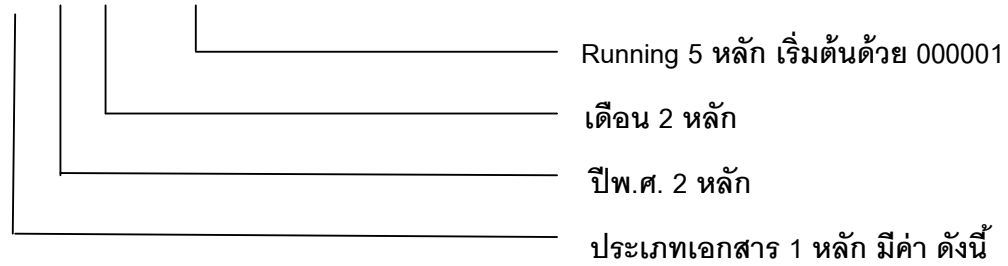 Running 5 หลัก เริ่มต้นด้วย 000001
เดือน 2 หลัก
ปีพ.ศ. 2 หลัก
ประเภทเอกสาร 1 หลัก มีค่า ดังนี้